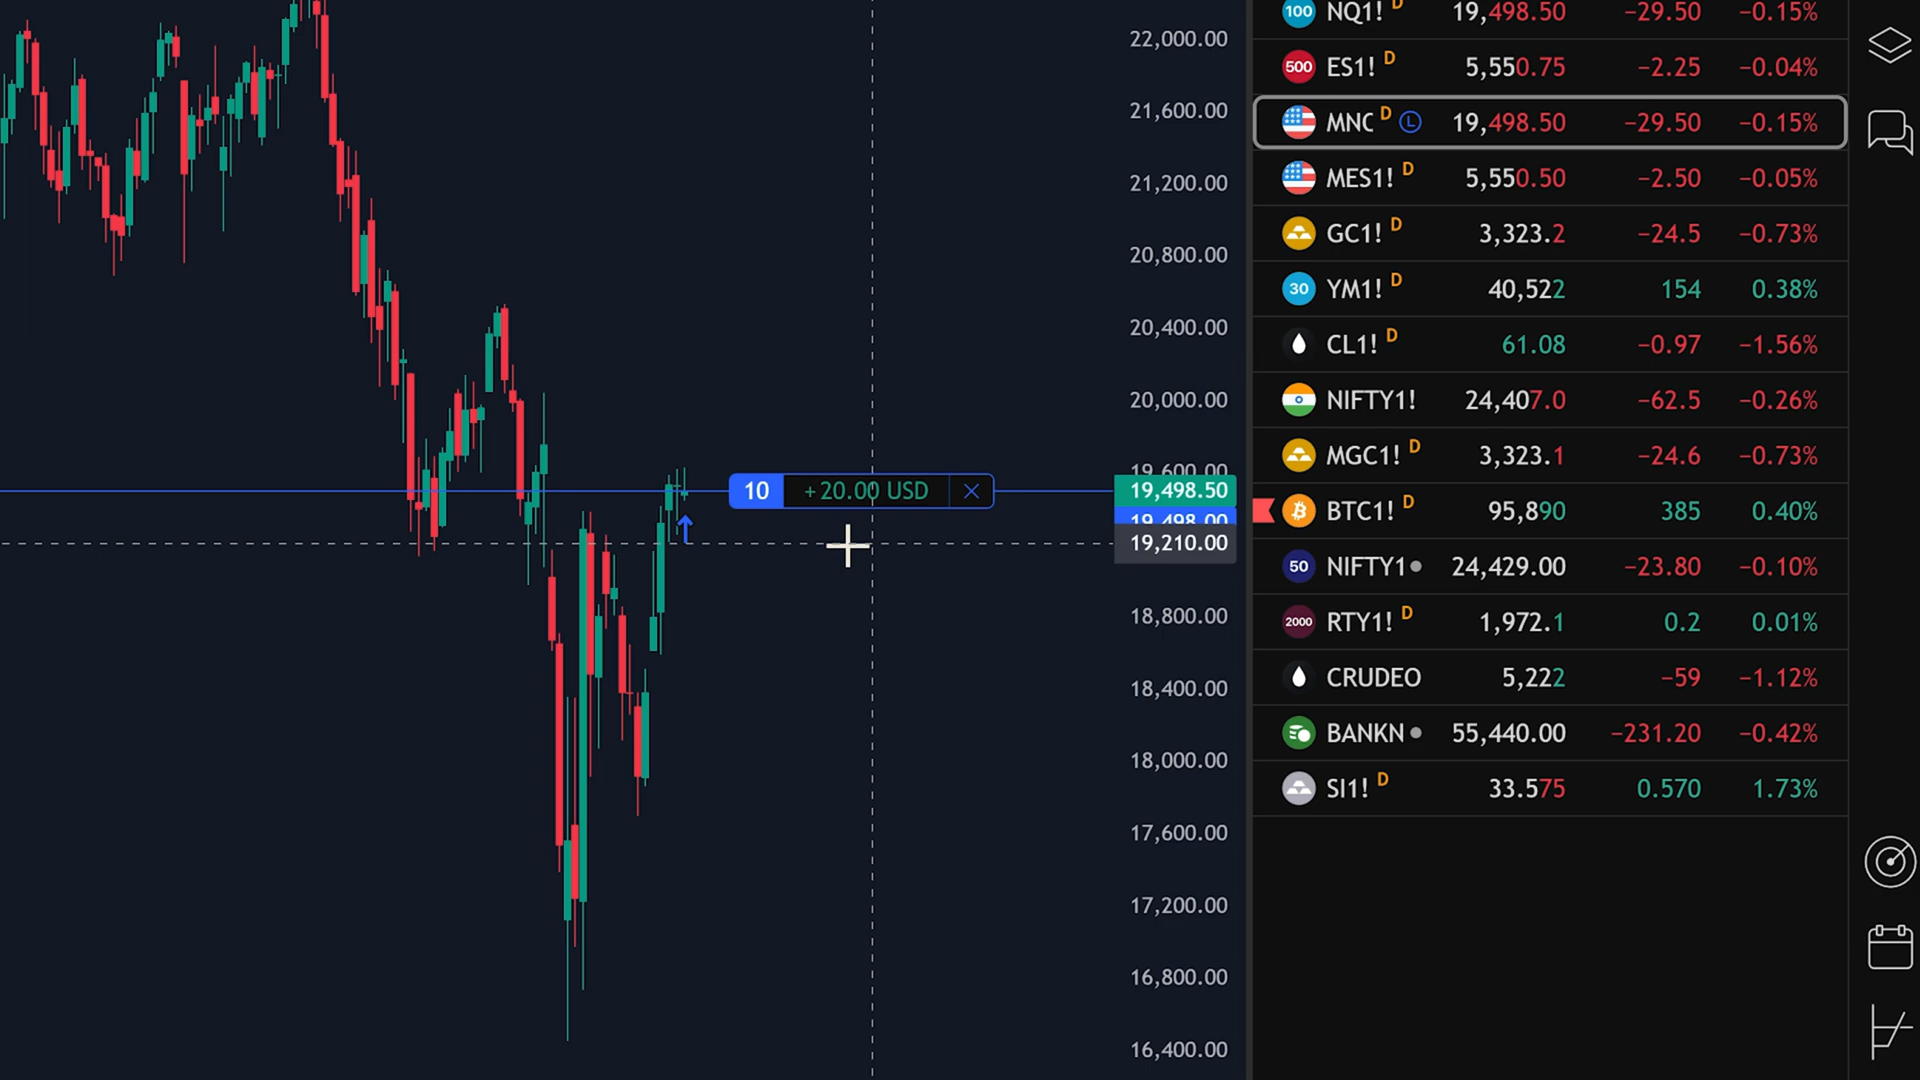 22,000.00
21,600.00
21,200.00
20,800.00
20,400.00
20,000.00
19,600.00
10 +20.00 USD
19,498.50
19,498.00
19,210.00
18,800.00
18,400.00
18,000.00
17,600.00
17,200.00
16,800.00
16,400.00
100 NQ1! D 19,498.50 −29.50 −0.15%
500 ES1! D 5,550.75 −2.25 −0.04%
MNC D L 19,498.50 −29.50 −0.15%
MES1! D 5,550.50 −2.50 −0.05%
GC1! D 3,323.2 −24.5 −0.73%
30 YM1! D 40,522 154 0.38%
CL1! D 61.08 −0.97 −1.56%
NIFTY1! 24,407.0 −62.5 −0.26%
MGC1! D 3,323.1 −24.6 −0.73%
BTC1! D 95,890 385 0.40%
50 NIFTY1 24,429.00 −23.80 −0.10%
2000 RTY1! D 1,972.1 0.2 0.01%
CRUDEO 5,222 −59 −1.12%
BANKN 55,440.00 −231.20 −0.42%
SI1! D 33.575 0.570 1.73%